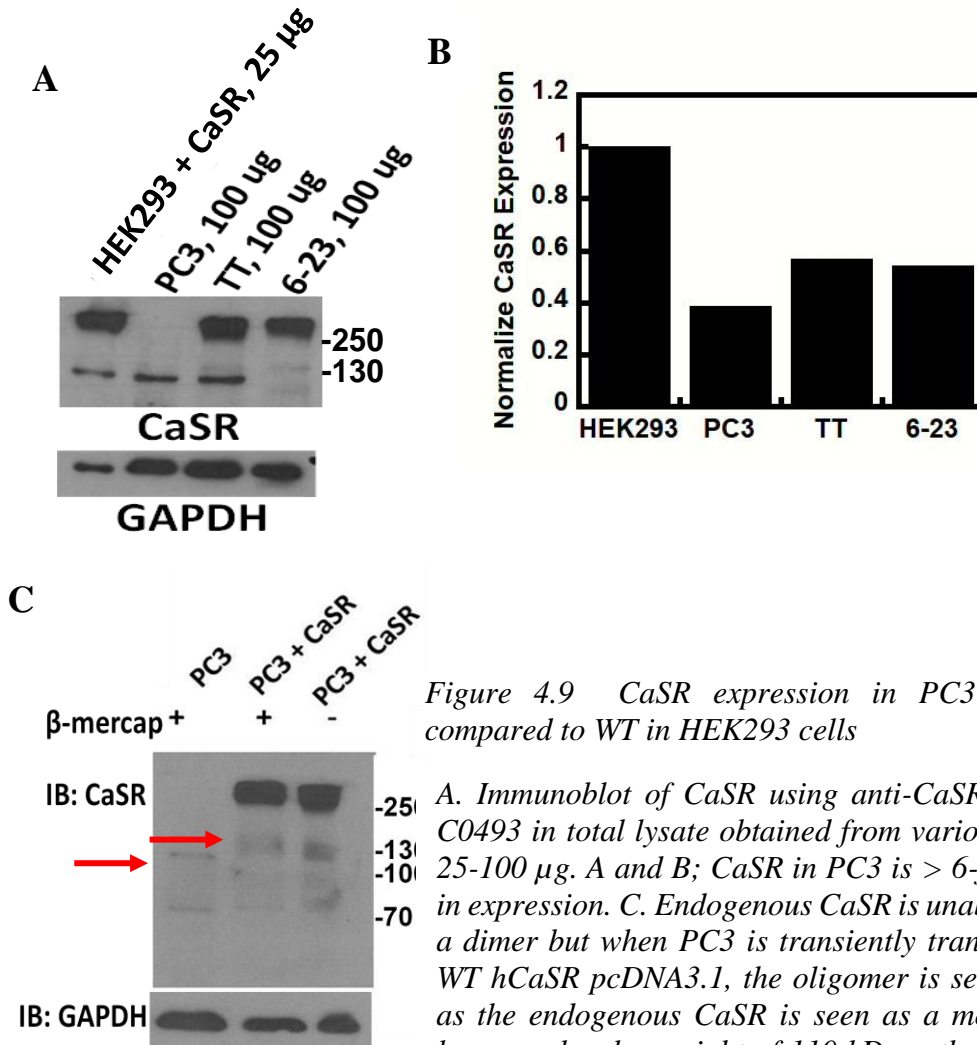 A
HEK293 + CaSR, 25 µg
PC3, 100 ug
TT, 100 ug
6-23, 100 ug
-250
-130
CaSR
GAPDH
B
Normalize CaSR Expression
1.2
1
0.8
0.6
0.4
0.2
0
HEK293 PC3 TT 6-23
C
PC3
PC3 + CaSR
PC3 + CaSR
β-mercap + + -
IB: CaSR
-25
-13
-10
-70
IB: GAPDH
Figure 4.9 CaSR expression in PC3
compared to WT in HEK293 cells
A. Immunoblot of CaSR using anti-CaSR
C0493 in total lysate obtained from
25-100 µg. A and B; CaSR in PC3 is > 6-
in expression. C. Endogenous CaSR is
a dimer but when PC3 is transiently
WT hCaSR pcDNA3.1, the oligomer is
as the endogenous CaSR is seen as a